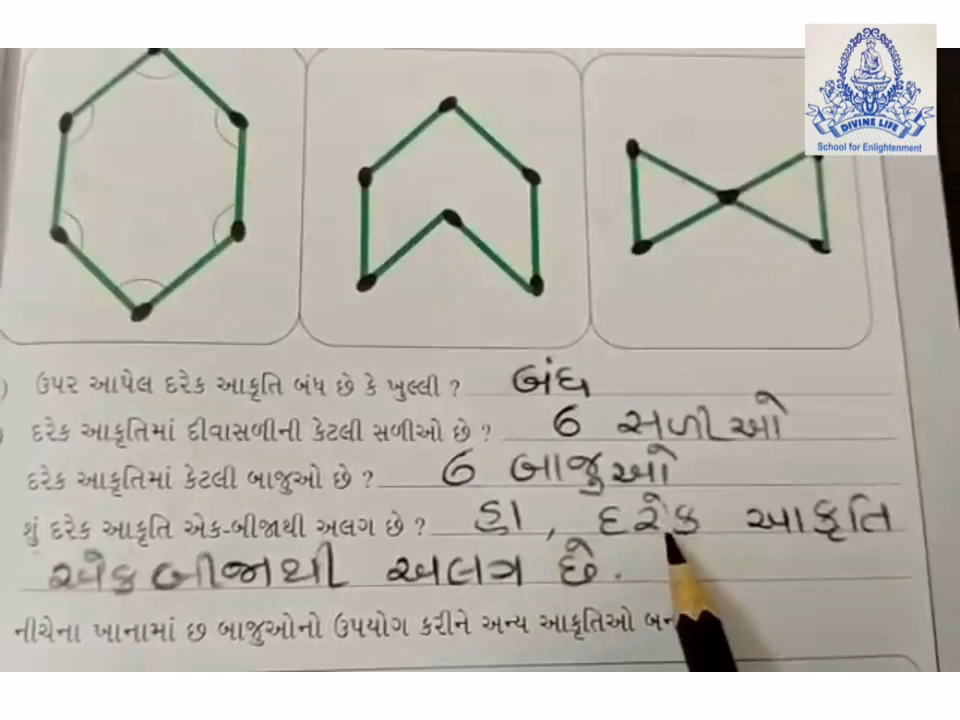 DIVINE LIFE
School for Enlightenment
) ઉપર આપેલ દરેક આકૃતિ બંધ છે કે ખુલ્લી ? બંધ
) દરેક આકૃતિમાં દીવાસળીની કેટલી સળીઓ છે ? 6 સળીઓ
દરેક આકૃતિમાં કેટલી બાજુઓ છે ? 6 બાજુઓ
શું દરેક આકૃતિ એક-બીજાથી અલગ છે ? હા , દરેક આકૃતિ
એકબીજાથી અલગ છે.
નીચેના ખાનામાં છ બાજુઓનો ઉપયોગ કરીને અન્ય આકૃતિઓ